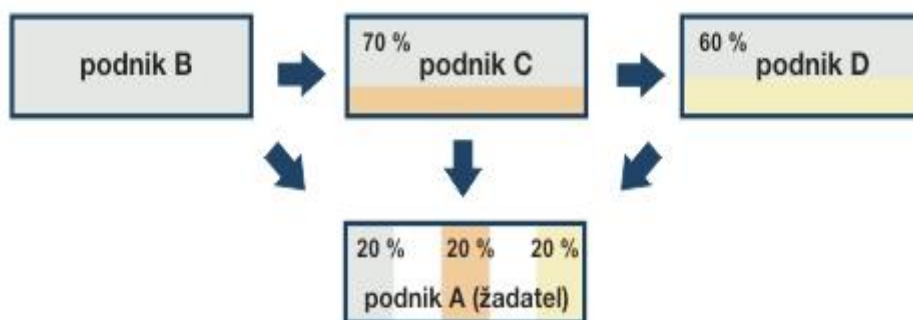 podnik B
70 %
podnik C
60 %
podnik D
20 % 20 % 20 %
podnik A (žadatel)